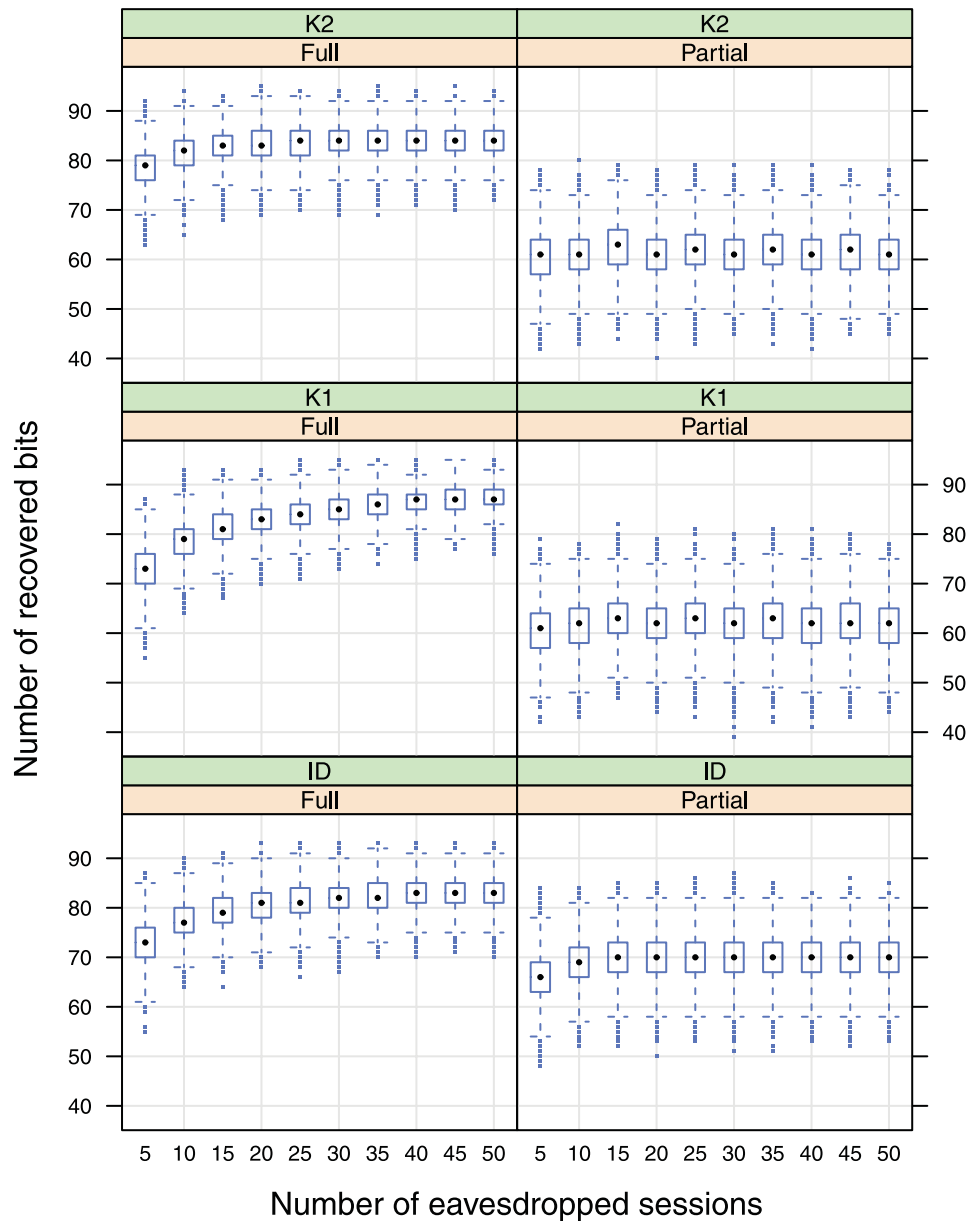 K2 K2
Full Partial
90
80
70
60
50
40
K1 K1
Full Partial
90
80
70
60
50
40
ID ID
Full Partial
90
80
70
60
50
40
5 10 15 20 25 30 35 40 45 50 5 10 15 20 25 30 35 40 45 50
Number of recovered bits
Number of eavesdropped sessions